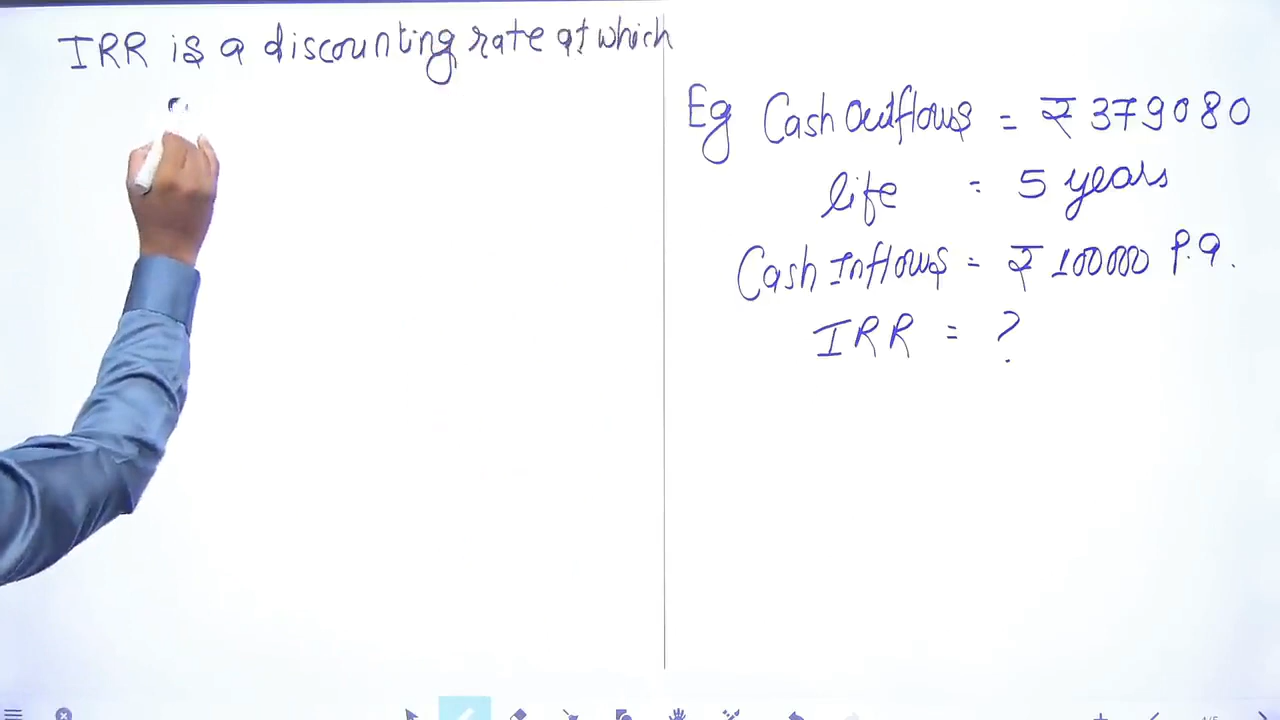 IRR is a discounting rate at which
Eg Cash Outflows = ₹ 379080
life = 5 years
Cash Inflows = ₹ 100000 P.a.
IRR = ?